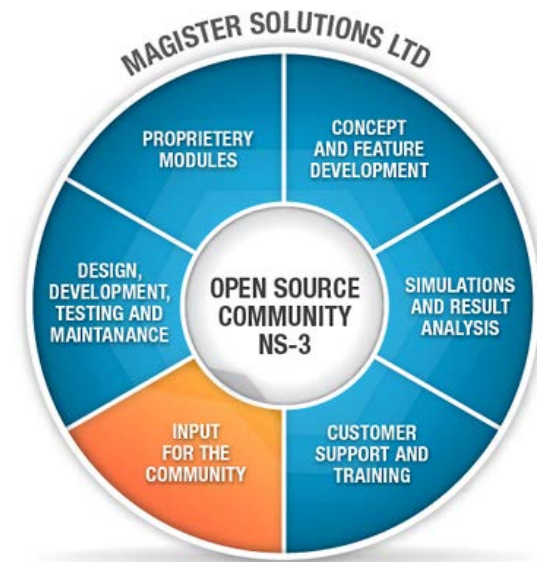 MAGISTER SOLUTIONS LTD
PROPRIETERY
MODULES
CONCEPT
AND FEATURE
DEVELOPMENT
DESIGN,
DEVELOPMENT,
TESTING AND
MAINTANANCE
OPEN SOURCE
COMMUNITY
NS-3
SIMULATIONS
AND RESULT
ANALYSIS
INPUT
FOR THE
COMMUNITY
CUSTOMER
SUPPORT AND
TRAINING